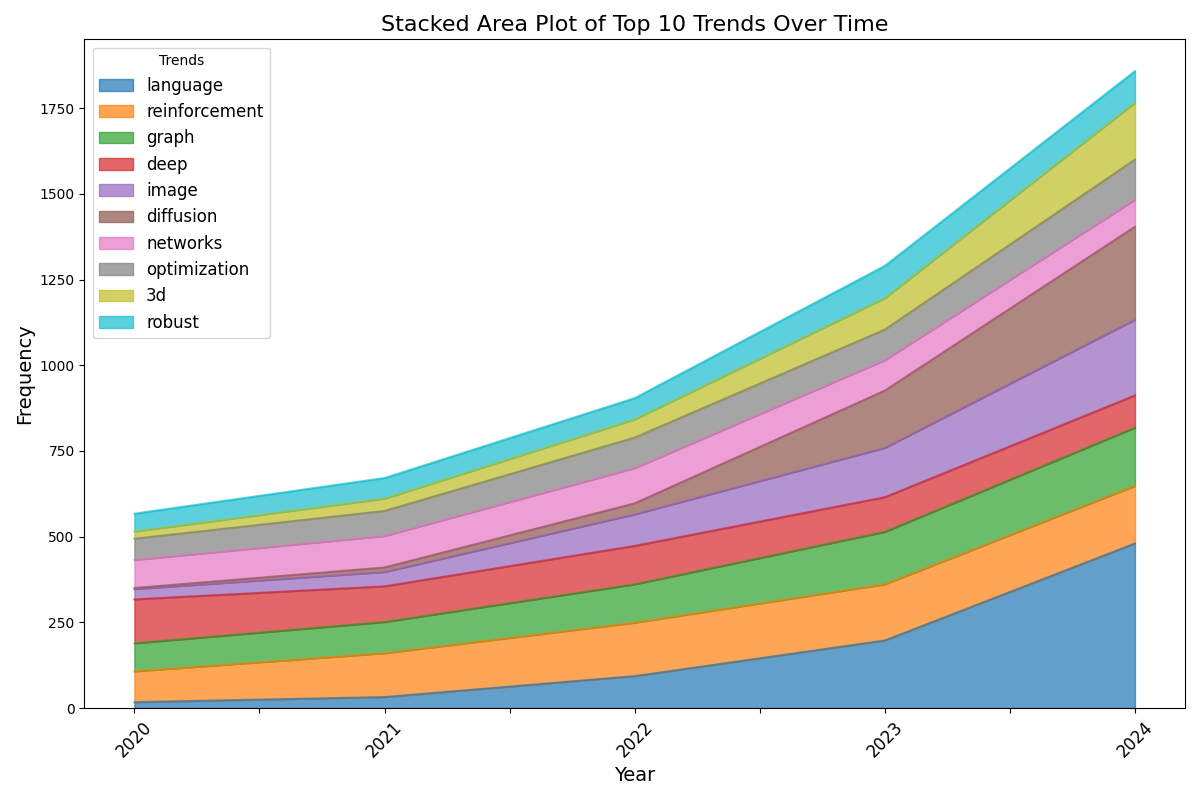 Stacked Area Plot of Top 10 Trends Over Time
Trends
language
reinforcement
graph
deep
image
diffusion
networks
optimization
3d
robust
1750
1500
1250
1000
750
500
250
0
Frequency
2020
2021
2022
2023
2024
Year